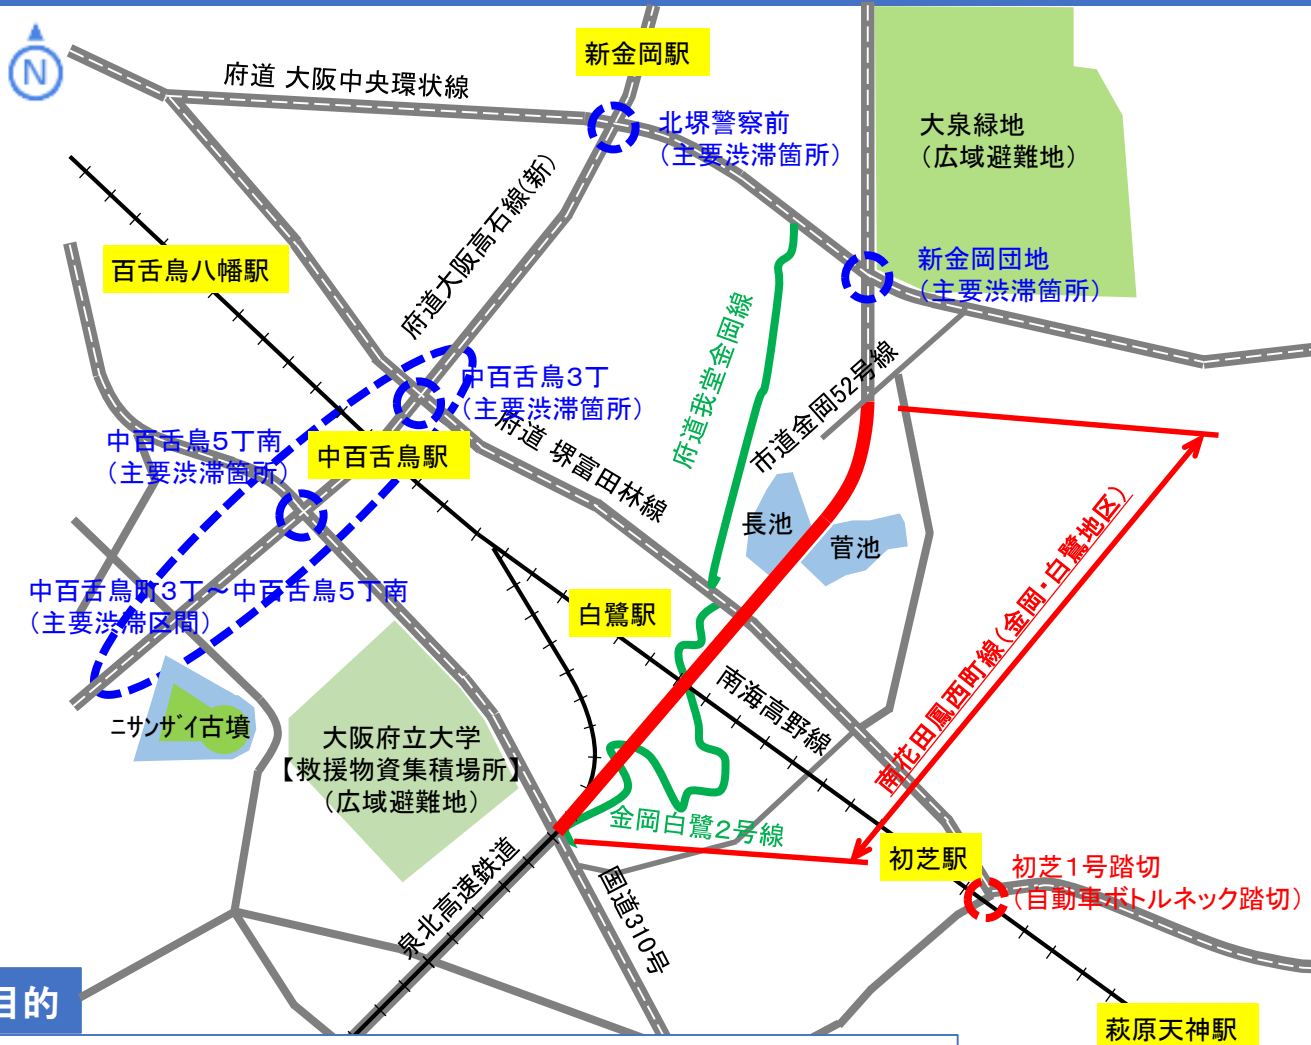 N
新金岡駅
府道 大阪中央環状線
北堺警察前
（主要渋滞箇所）
大泉緑地
（広域避難地）
府道大阪高石線(新)
百舌鳥八幡駅
新金岡団地
（主要渋滞箇所）
府道我堂金岡線
市道金岡52号線
中百舌鳥3丁
（主要渋滞箇所）
中百舌鳥5丁南
（主要渋滞箇所）
中百舌鳥駅
府道 堺富田林線
長池
菅池
中百舌鳥町3丁～中百舌鳥5丁南
（主要渋滞区間）
白鷺駅
南花田鳳西町線（金岡・白鷺地区）
南海高野線
ニサンザイ古墳
大阪府立大学
【救援物資集積場所】
（広域避難地）
金岡白鷺2号線
初芝駅
初芝1号踏切
（自動車ボトルネック踏切）
泉北高速鉄道
国道310号
目的
萩原天神駅